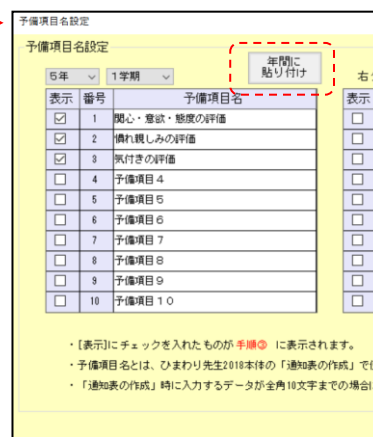 予備項目名設定
予備項目名設定
5年 1学期
年間に
貼り付け
右
表示 番号 予備項目名 表示
1 関心・意欲・態度の評価
2 慣れ親しみの評価
3 気付きの評価
4 予備項目4
5 予備項目5
6 予備項目6
7 予備項目7
8 予備項目8
9 予備項目9
10 予備項目10
・[表示]にチェックを入れたものが 手順③ に表示されます。
・予備項目名とは、ひまわり先生2018本体の「通知表の作成」で
・「通知表の作成」時に入力するデータが全角10文字までの場合